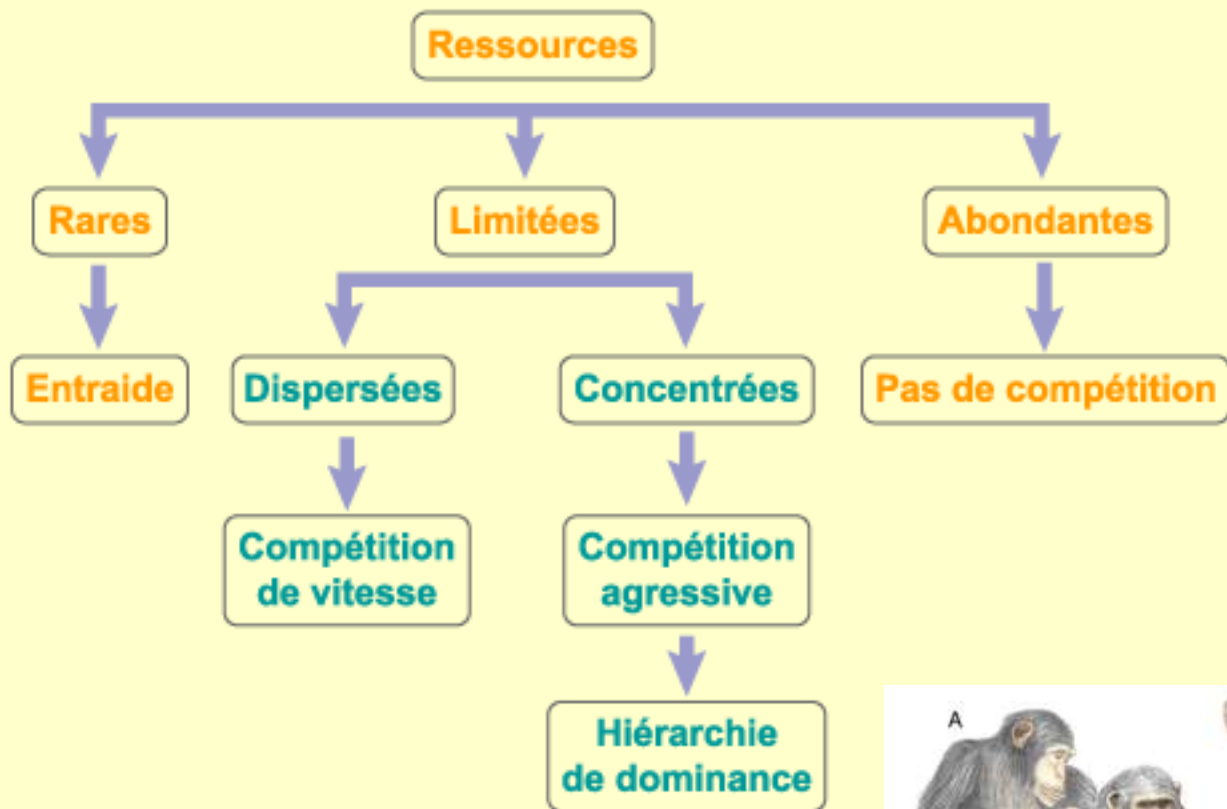 Ressources
Rares
Limitées
Abondantes
Entraide
Dispersées
Concentrées
Pas de compétition
Compétition
de vitesse
Compétition
agressive
Hiérarchie
de dominance
A